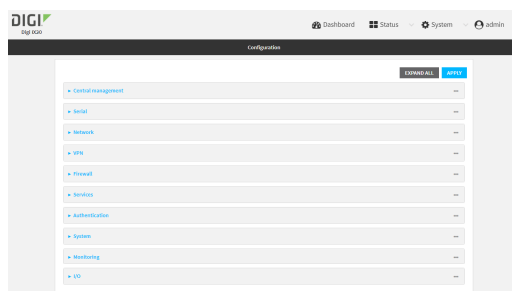 DIGI
Digi IX20
Dashboard Status System admin
Configuration
EXPAND ALL APPLY
Central management
Serial
Network
VPN
Firewall
Services
Authentication
System
Monitoring
I/O